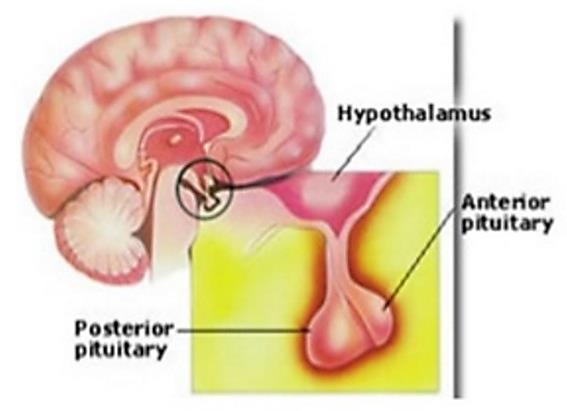 Hypothalamus
Anterior
pituitary
Posterior
pituitary